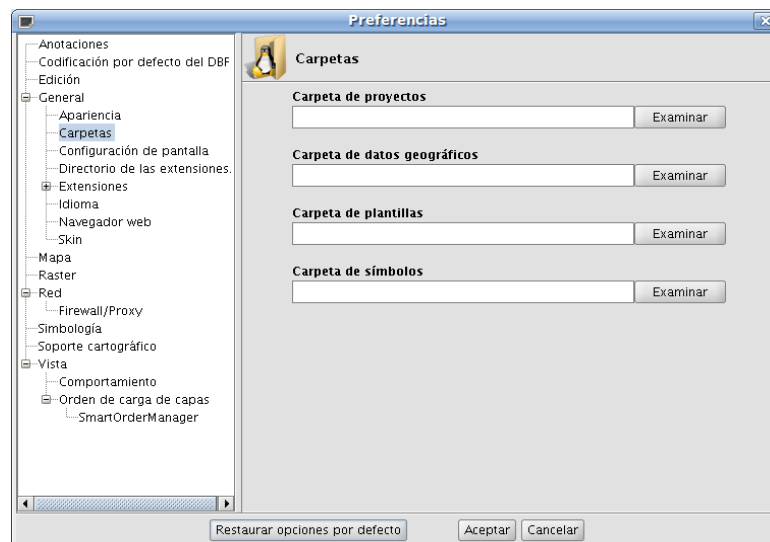 Preferencias
Anotaciones
Codificación por defecto del DBF
Edición
General
Apariencia
Carpetas
Configuración de pantalla
Directorio de las extensiones.
Extensiones
Idioma
Navegador web
Skin
Mapa
Raster
Red
Firewall/Proxy
Simbología
Soporte cartográfico
Vista
Comportamiento
Orden de carga de capas
SmartOrderManager
Carpetas
Carpeta de proyectos
Examinar
Carpeta de datos geográficos
Examinar
Carpeta de plantillas
Examinar
Carpeta de símbolos
Examinar
Restaurar opciones por defecto
Aceptar
Cancelar